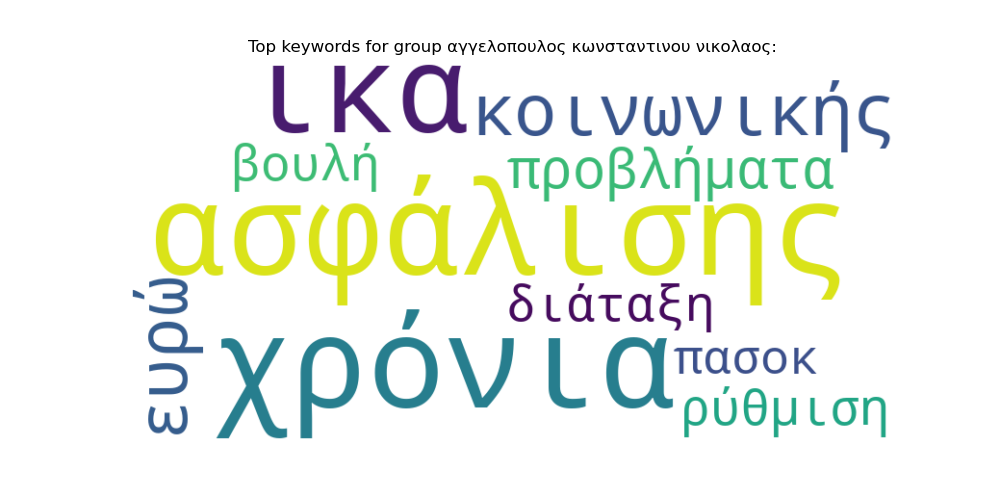 Top keywords for group αγγελοπουλος κωνσταντινου νικολαος:
ικα
κοινωνικής
βουλή
προβλήματα
ασφάλισης
ευρώ
διάταξη
χρόνια
πασοκ
ρύθμιση